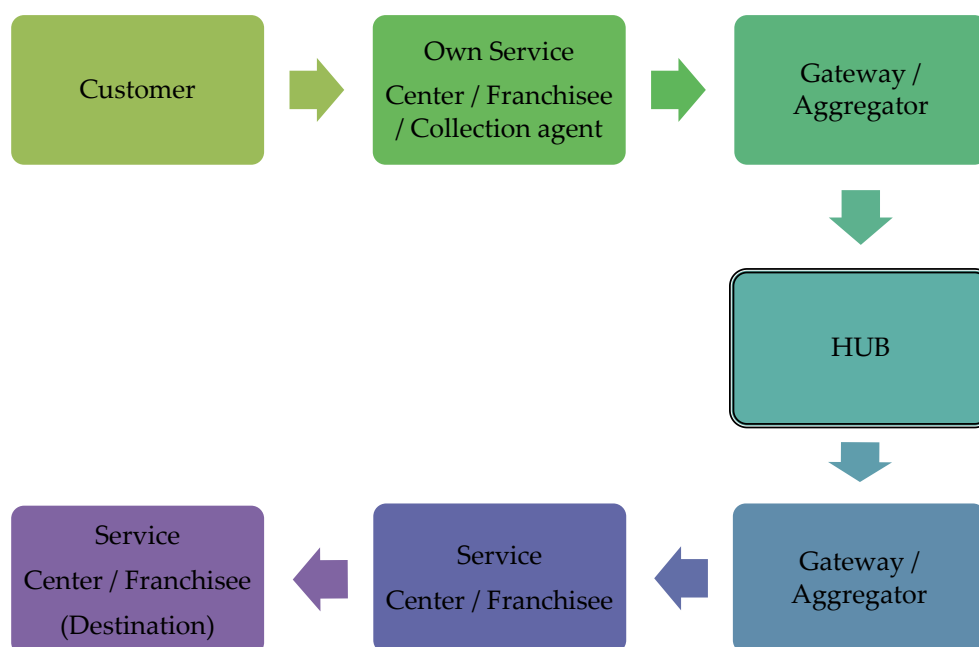 Customer
Own Service
Center / Franchisee
/ Collection agent
Gateway /
Aggregator
HUB
Gateway /
Aggregator
Service
Center / Franchisee
Service
Center / Franchisee
(Destination)